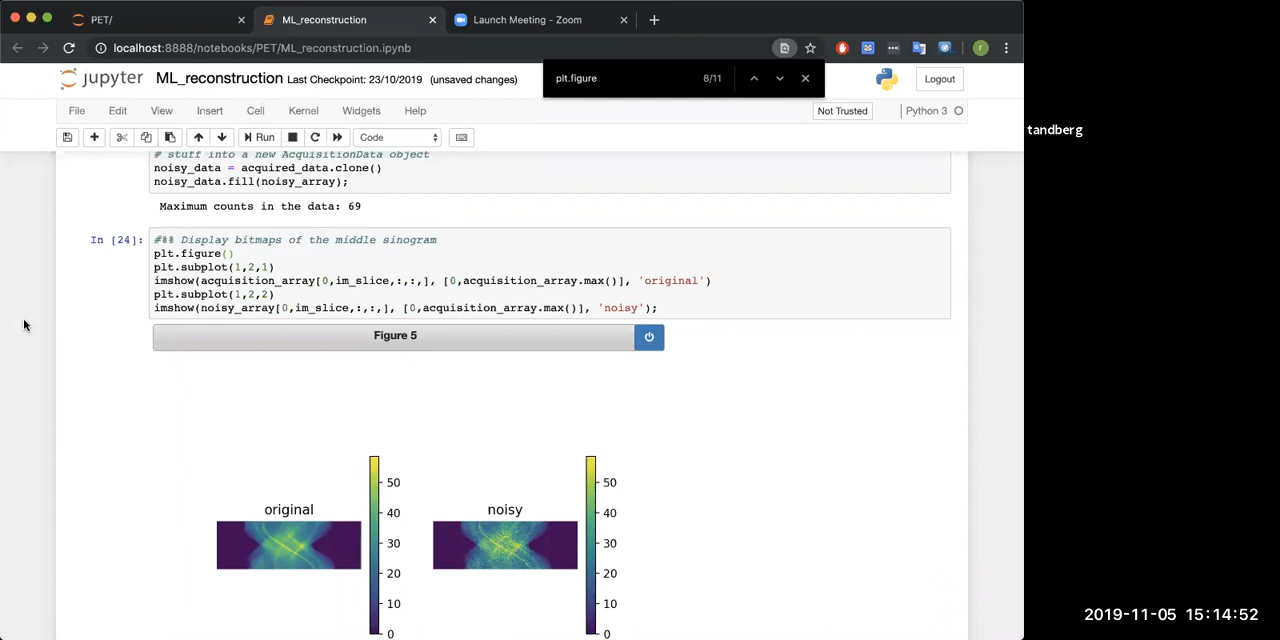 PET/
ML_reconstruction
Launch Meeting - Zoom
localhost:8888/notebooks/PET/ML_reconstruction.ipynb
r
jupyter
ML_reconstruction Last Checkpoint: 23/10/2019 (unsaved changes)
plt.figure
8/11
Logout
File
Edit
View
Insert
Cell
Kernel
Widgets
Help
Not Trusted
Python 3
Run
Code
# stuff into a new AcquisitionData object
noisy_data = acquired_data.clone()
noisy_data.fill(noisy_array);
Maximum counts in the data: 69
In [24]:
#%% Display bitmaps of the middle sinogram
plt.figure()
plt.subplot(1,2,1)
imshow(acquisition_array[0,im_slice,:,:,], [0,acquisition_array.max()], 'original')
plt.subplot(1,2,2)
imshow(noisy_array[0,im_slice,:,:,], [0,acquisition_array.max()], 'noisy');
Figure 5
original
50
40
30
20
10
0
noisy
50
40
30
20
10
0
tandberg
2019-11-05 15:14:52